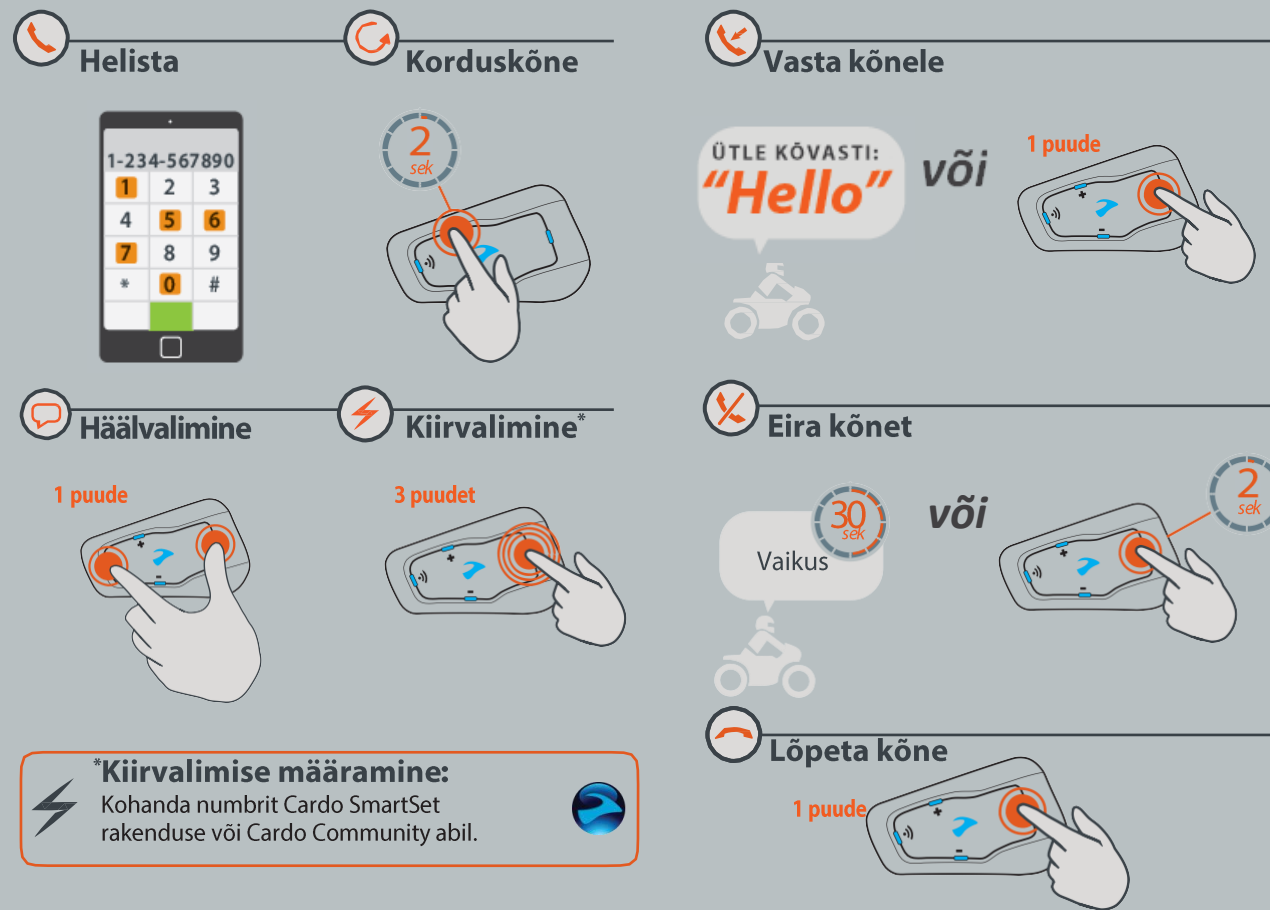 Helista
1-234-567890
1 2 3
4 5 6
7 8 9
* 0 #
Korduskõne
2
sek
Häälvalimine
1 puude
+
-
Kiirvalimine*
3 puudet
+
-
*Kiirvalimise määramine:
Kohanda numbrit Cardo SmartSet
rakenduse või Cardo Community abil.
Vasta kõnele
ÜTLE KÕVASTI:
“Hello”
või
1 puude
+
-
Eira kõnet
30
sek
Vaikus
või
2
sek
+
-
Lõpeta kõne
1 puude
+
-